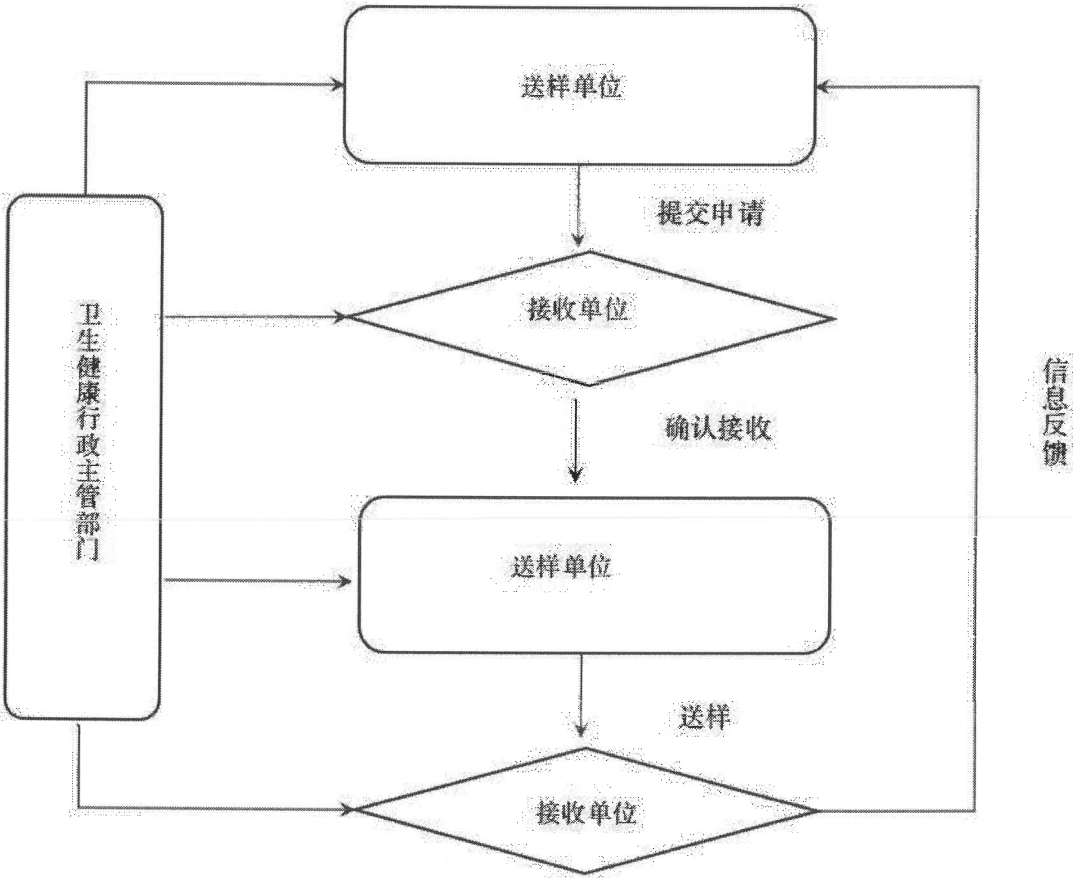 送样单位
提交申请
接收单位
卫生健康行政主管部门
确认接收
信息反馈
送样单位
送样
接收单位